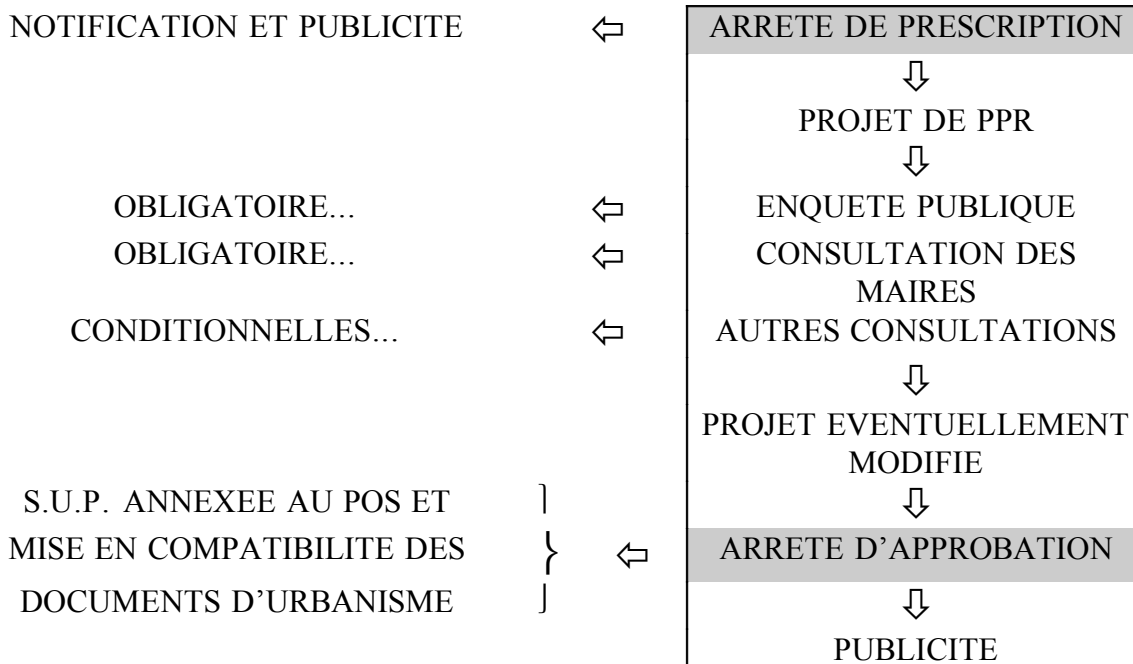 NOTIFICATION ET PUBLICITE ⇦ ARRETE DE PRESCRIPTION
⇩
PROJET DE PPR
⇩
OBLIGATOIRE… ⇦ ENQUETE PUBLIQUE
OBLIGATOIRE… ⇦ CONSULTATION DES
MAIRES
CONDITIONNELLES… ⇦ AUTRES CONSULTATIONS
⇩
PROJET EVENTUELLEMENT
MODIFIE
S.U.P. ANNEXEE AU POS ET ⇩
MISE EN COMPATIBILITE DES } ⇦ ARRETE D’APPROBATION
DOCUMENTS D’URBANISME ⇩
PUBLICITE